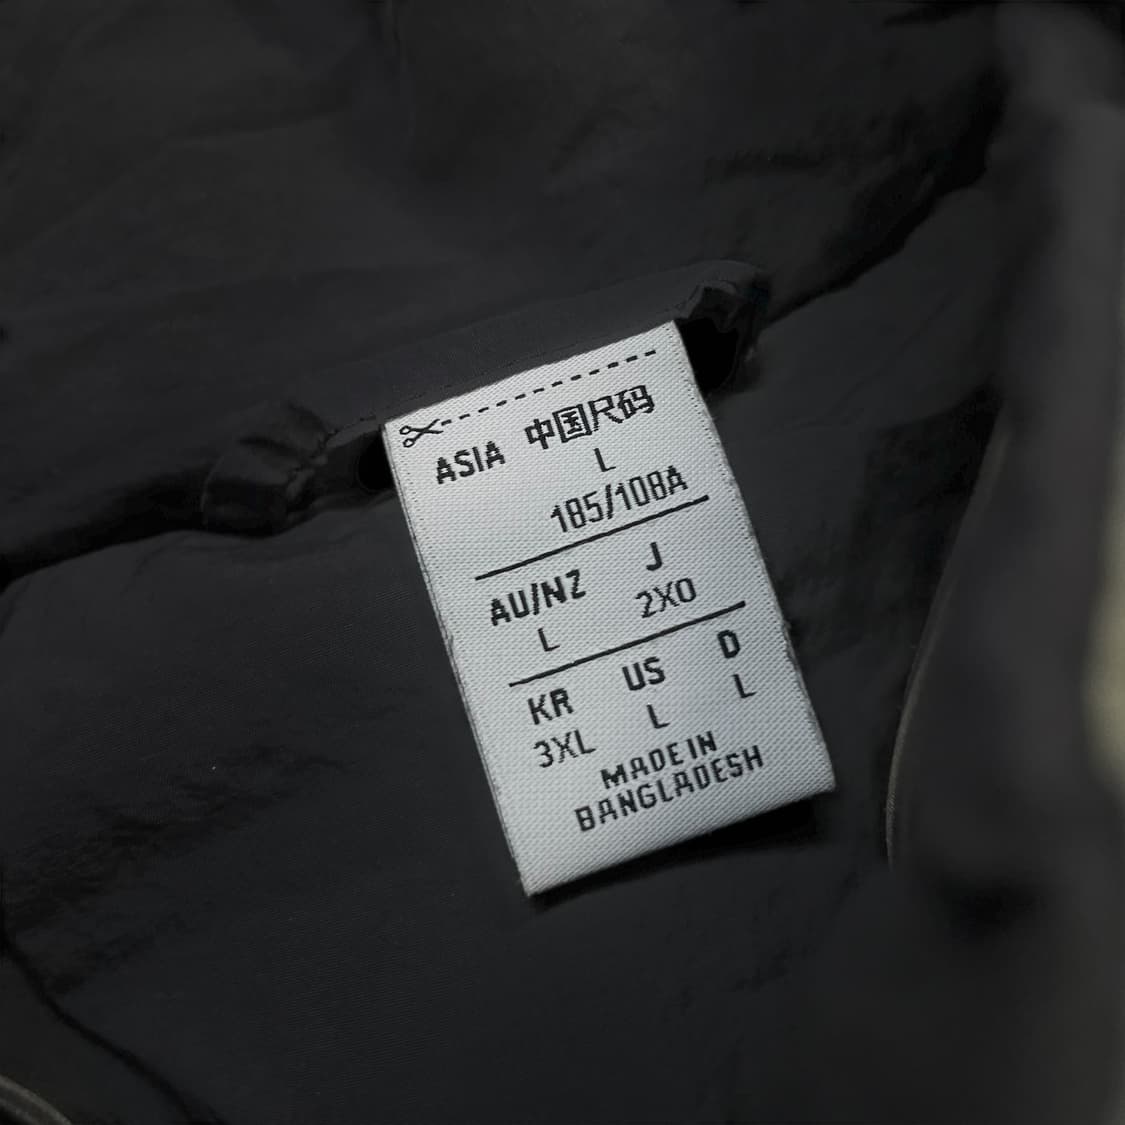 ASIA 中国尺码
L
185/108A
AU/NZ J
L 2XO
KR US D
3XL L L
MADE IN
BANGLADESH